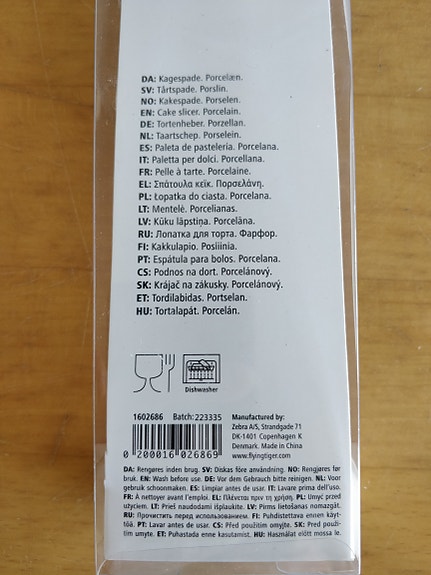 DA: Kagespade. Porcelæn.
SV: Tårtspade. Porslin.
NO: Kakespade. Porselen.
EN: Cake slicer. Porcelain.
DE: Tortenheber. Porzellan.
NL: Taartschep. Porselein.
ES: Paleta de pastelería. Porcelana.
IT: Paletta per dolci. Porcellana.
FR: Pelle à tarte. Porcelaine.
EL: Σπάτουλα κεϊκ. Πορσελάνη.
PL: Łopatka do ciasta. Porcelana.
LT: Mentelė. Porcelianas.
LV: Kūku lāpstiņa. Porcelāna.
RU: Лопатка для торта. Фарфор.
FI: Kakkulapio. Posiiinia.
PT: Espátula para bolos. Porcelana.
CS: Podnos na dort. Porcelánový.
SK: Krájač na zákusky. Porcelánový.
ET: Tordilabidas. Portselan.
HU: Tortalapát. Porcelán.
Dishwasher
1602686 Batch: 223335
0 200016 026869
Manufactured by:
Zebra A/S, Strandgade 71
DK-1401 Copenhagen K
Denmark. Made in China
www.flyingtiger.com
DA: Rengøres inden brug. SV: Diskas före användning. NO: Rengjøres før
bruk. EN: Wash before use. DE: Vor dem Gebrauch bitte reinigen. NL: Voor
gebruik schoonmaken. ES: Limpiar antes de usar. IT: Lavare prima dell'uso.
FR: À nettoyer avant l'emploi. EL: Πλένεται πριν τη χρήση. PL: Umyć przed
użyciem. LT: Prieš naudodami išplaukite. LV: Pirms lietošanas nomazgāt.
RU: Прочистить перед использованием. FI: Puhdistettava ennen käyt-
töä. PT: Lavar antes de usar. CS: Před použitím omyjte. SK: Pred použi-
tím umyte. ET: Puhastada enne kasutamist. HU: Használat előtt mossa le.